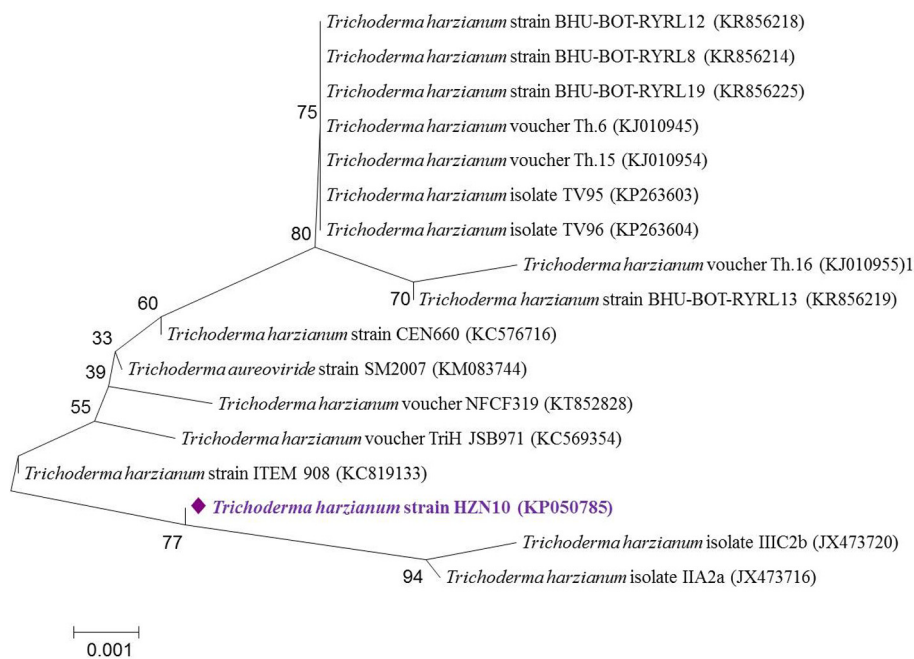 Trichoderma harzianum strain BHU-BOT-RYRL12 (KR856218)
Trichoderma harzianum strain BHU-BOT-RYRL8 (KR856214)
Trichoderma harzianum strain BHU-BOT-RYRL19 (KR856225)
75
Trichoderma harzianum voucher Th.6 (KJ010945)
Trichoderma harzianum voucher Th.15 (KJ010954)
Trichoderma harzianum isolate TV95 (KP263603)
Trichoderma harzianum isolate TV96 (KP263604)
80
Trichoderma harzianum voucher Th.16 (KJ010955)1
70
Trichoderma harzianum strain BHU-BOT-RYRL13 (KR856219)
60
Trichoderma harzianum strain CEN660 (KC576716)
33
Trichoderma aureoviride strain SM2007 (KM083744)
39
Trichoderma harzianum voucher NFCF319 (KT852828)
55
Trichoderma harzianum voucher TriH JSB971 (KC569354)
Trichoderma harzianum strain ITEM 908 (KC819133)
Trichoderma harzianum strain HZN10 (KP050785)
77
Trichoderma harzianum isolate IIIC2b (JX473720)
94
Trichoderma harzianum isolate IIA2a (JX473716)
0.001